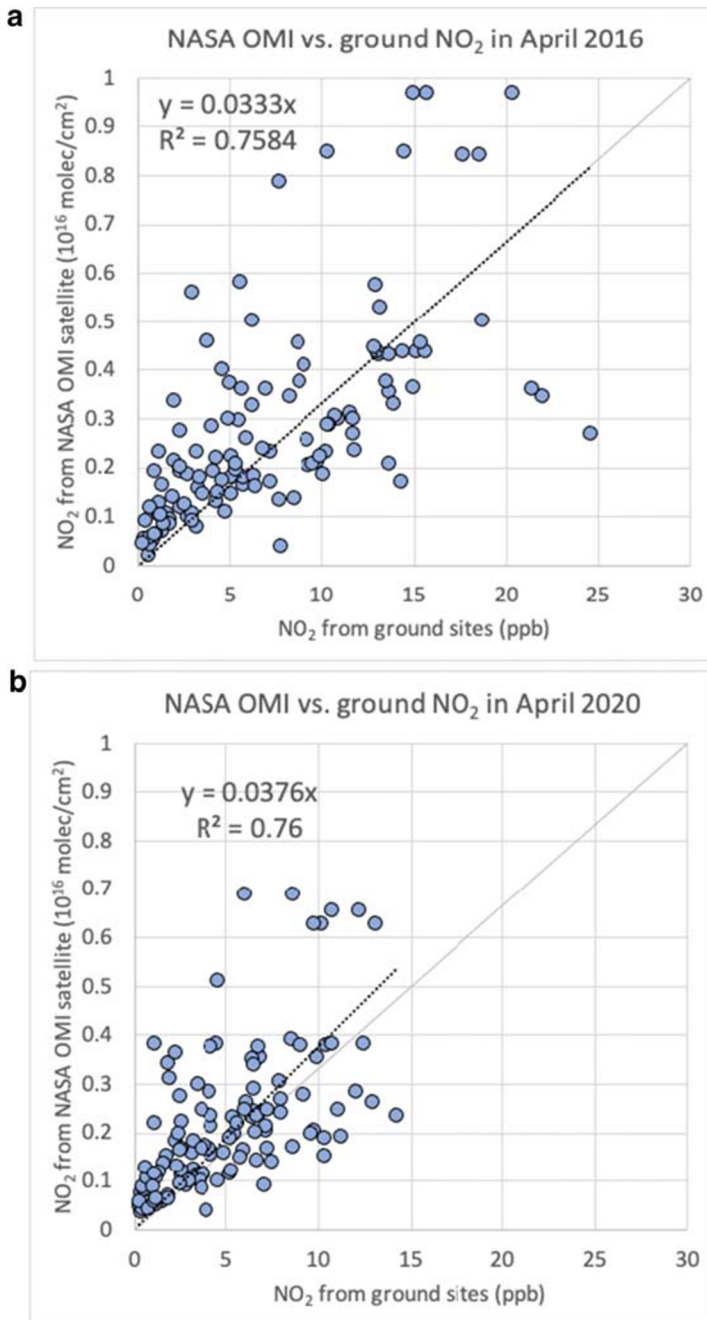 a
NASA OMI vs. ground NO₂ in April 2016
NO₂ from NASA OMI satellite (10¹⁶ molec/cm²)
1
0.9
0.8
0.7
0.6
0.5
0.4
0.3
0.2
0.1
0
y = 0.0333x
R² = 0.7584
0 5 10 15 20 25 30
NO₂ from ground sites (ppb)
b
NASA OMI vs. ground NO₂ in April 2020
NO₂ from NASA OMI satellite (10¹⁶ molec/cm²)
1
0.9
0.8
0.7
0.6
0.5
0.4
0.3
0.2
0.1
0
y = 0.0376x
R² = 0.76
0 5 10 15 20 25 30
NO₂ from ground sites (ppb)